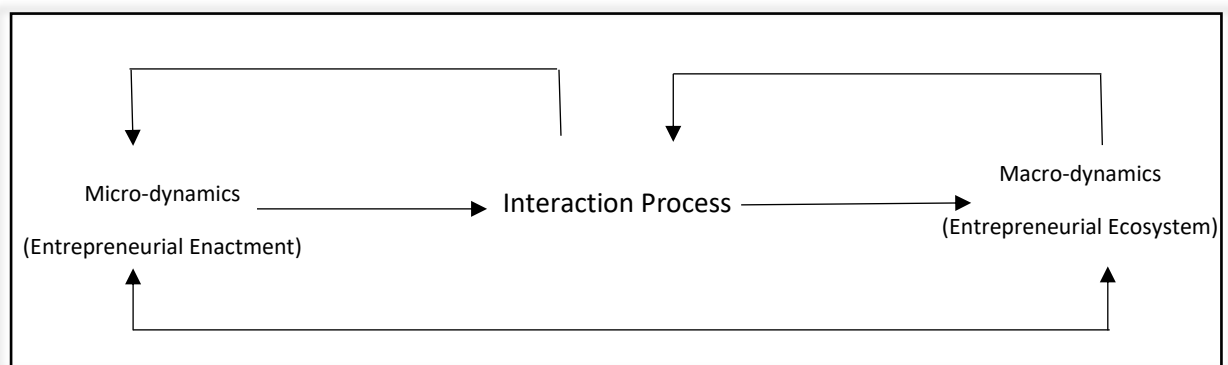 Micro-dynamics
(Entrepreneurial Enactment)
Interaction Process
Macro-dynamics
(Entrepreneurial Ecosystem)